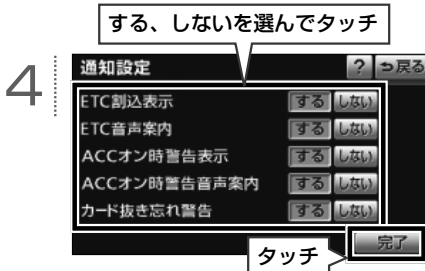 する、しないを選んでタッチ
4
通知設定 ? 戻る
ETC割込表示 する しない
ETC音声案内 する しない
ACCオン時警告表示 する しない
ACCオン時警告音声案内 する しない
カード抜き忘れ警告 する しない
完了
タッチ